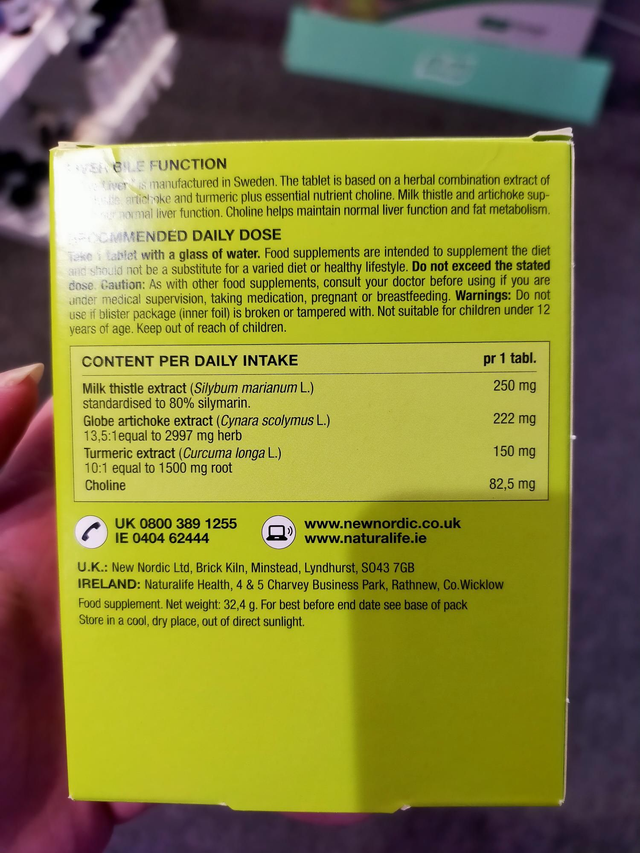 BILE FUNCTION
manufactured in Sweden. The tablet is based on a herbal combination extract of
artichoke and turmeric plus essential nutrient choline. Milk thistle and artichoke sup-
normal liver function. Choline helps maintain normal liver function and fat metabolism.
RECOMMENDED DAILY DOSE
Take 1 tablet with a glass of water. Food supplements are intended to supplement the diet
and should not be a substitute for a varied diet or healthy lifestyle. Do not exceed the stated
dose. Caution: As with other food supplements, consult your doctor before using if you are
under medical supervision, taking medication, pregnant or breastfeeding. Warnings: Do not
use if blister package (inner foil) is broken or tampered with. Not suitable for children under 12
years of age. Keep out of reach of children.
CONTENT PER DAILY INTAKE pr 1 tabl.
Milk thistle extract (Silybum marianum L.) 250 mg
standardised to 80% silymarin.
Globe artichoke extract (Cynara scolymus L.) 222 mg
13,5:1equal to 2997 mg herb
Turmeric extract (Curcuma longa L.) 150 mg
10:1 equal to 1500 mg root
Choline 82,5 mg
UK 0800 389 1255 www.newnordic.co.uk
IE 0404 62444 www.naturalife.ie
U.K.: New Nordic Ltd, Brick Kiln, Minstead, Lyndhurst, SO43 7GB
IRELAND: Naturalife Health, 4 & 5 Charvey Business Park, Rathnew, Co.Wicklow
Food supplement. Net weight: 32,4 g. For best before end date see base of pack
Store in a cool, dry place, out of direct sunlight.